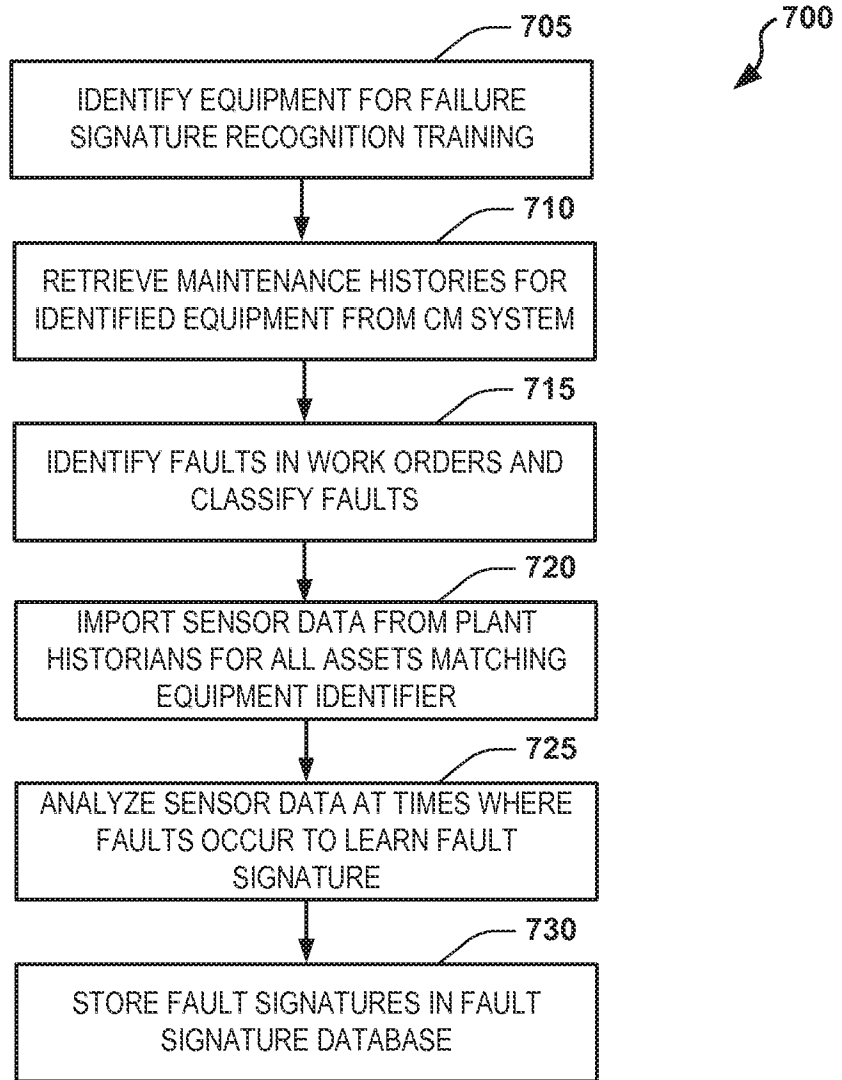 700
705
IDENTIFY EQUIPMENT FOR FAILURE
SIGNATURE RECOGNITION TRAINING
710
RETRIEVE MAINTENANCE HISTORIES FOR
IDENTIFIED EQUIPMENT FROM CM SYSTEM
715
IDENTIFY FAULTS IN WORK ORDERS AND
CLASSIFY FAULTS
720
IMPORT SENSOR DATA FROM PLANT
HISTORIANS FOR ALL ASSETS MATCHING
EQUIPMENT IDENTIFIER
725
ANALYZE SENSOR DATA AT TIMES WHERE
FAULTS OCCUR TO LEARN FAULT
SIGNATURE
730
STORE FAULT SIGNATURES IN FAULT
SIGNATURE DATABASE